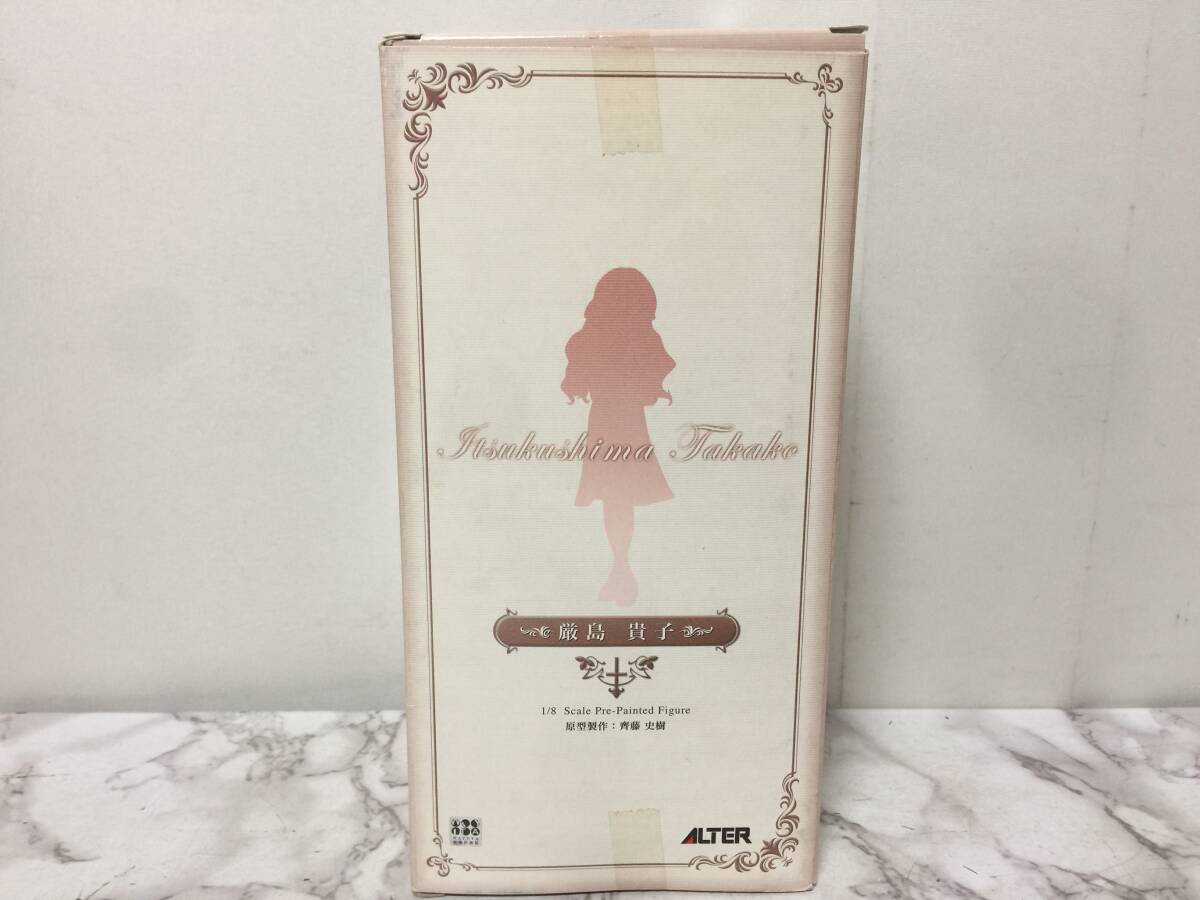 Itsukushima Takako
厳島 貴子
1/8 Scale Pre-Painted Figure
原型製作：齊藤 史樹
ALTER